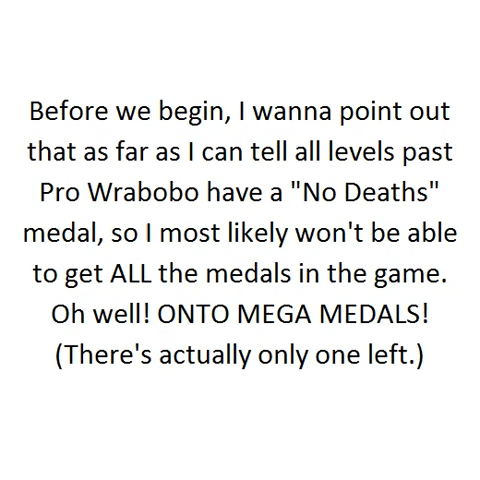 Before we begin, I wanna point out
that as far as I can tell all levels past
Pro Wrabobo have a "No Deaths"
medal, so I most likely won't be able
to get ALL the medals in the game.
Oh well! ONTO MEGA MEDALS!
(There's actually only one left.)